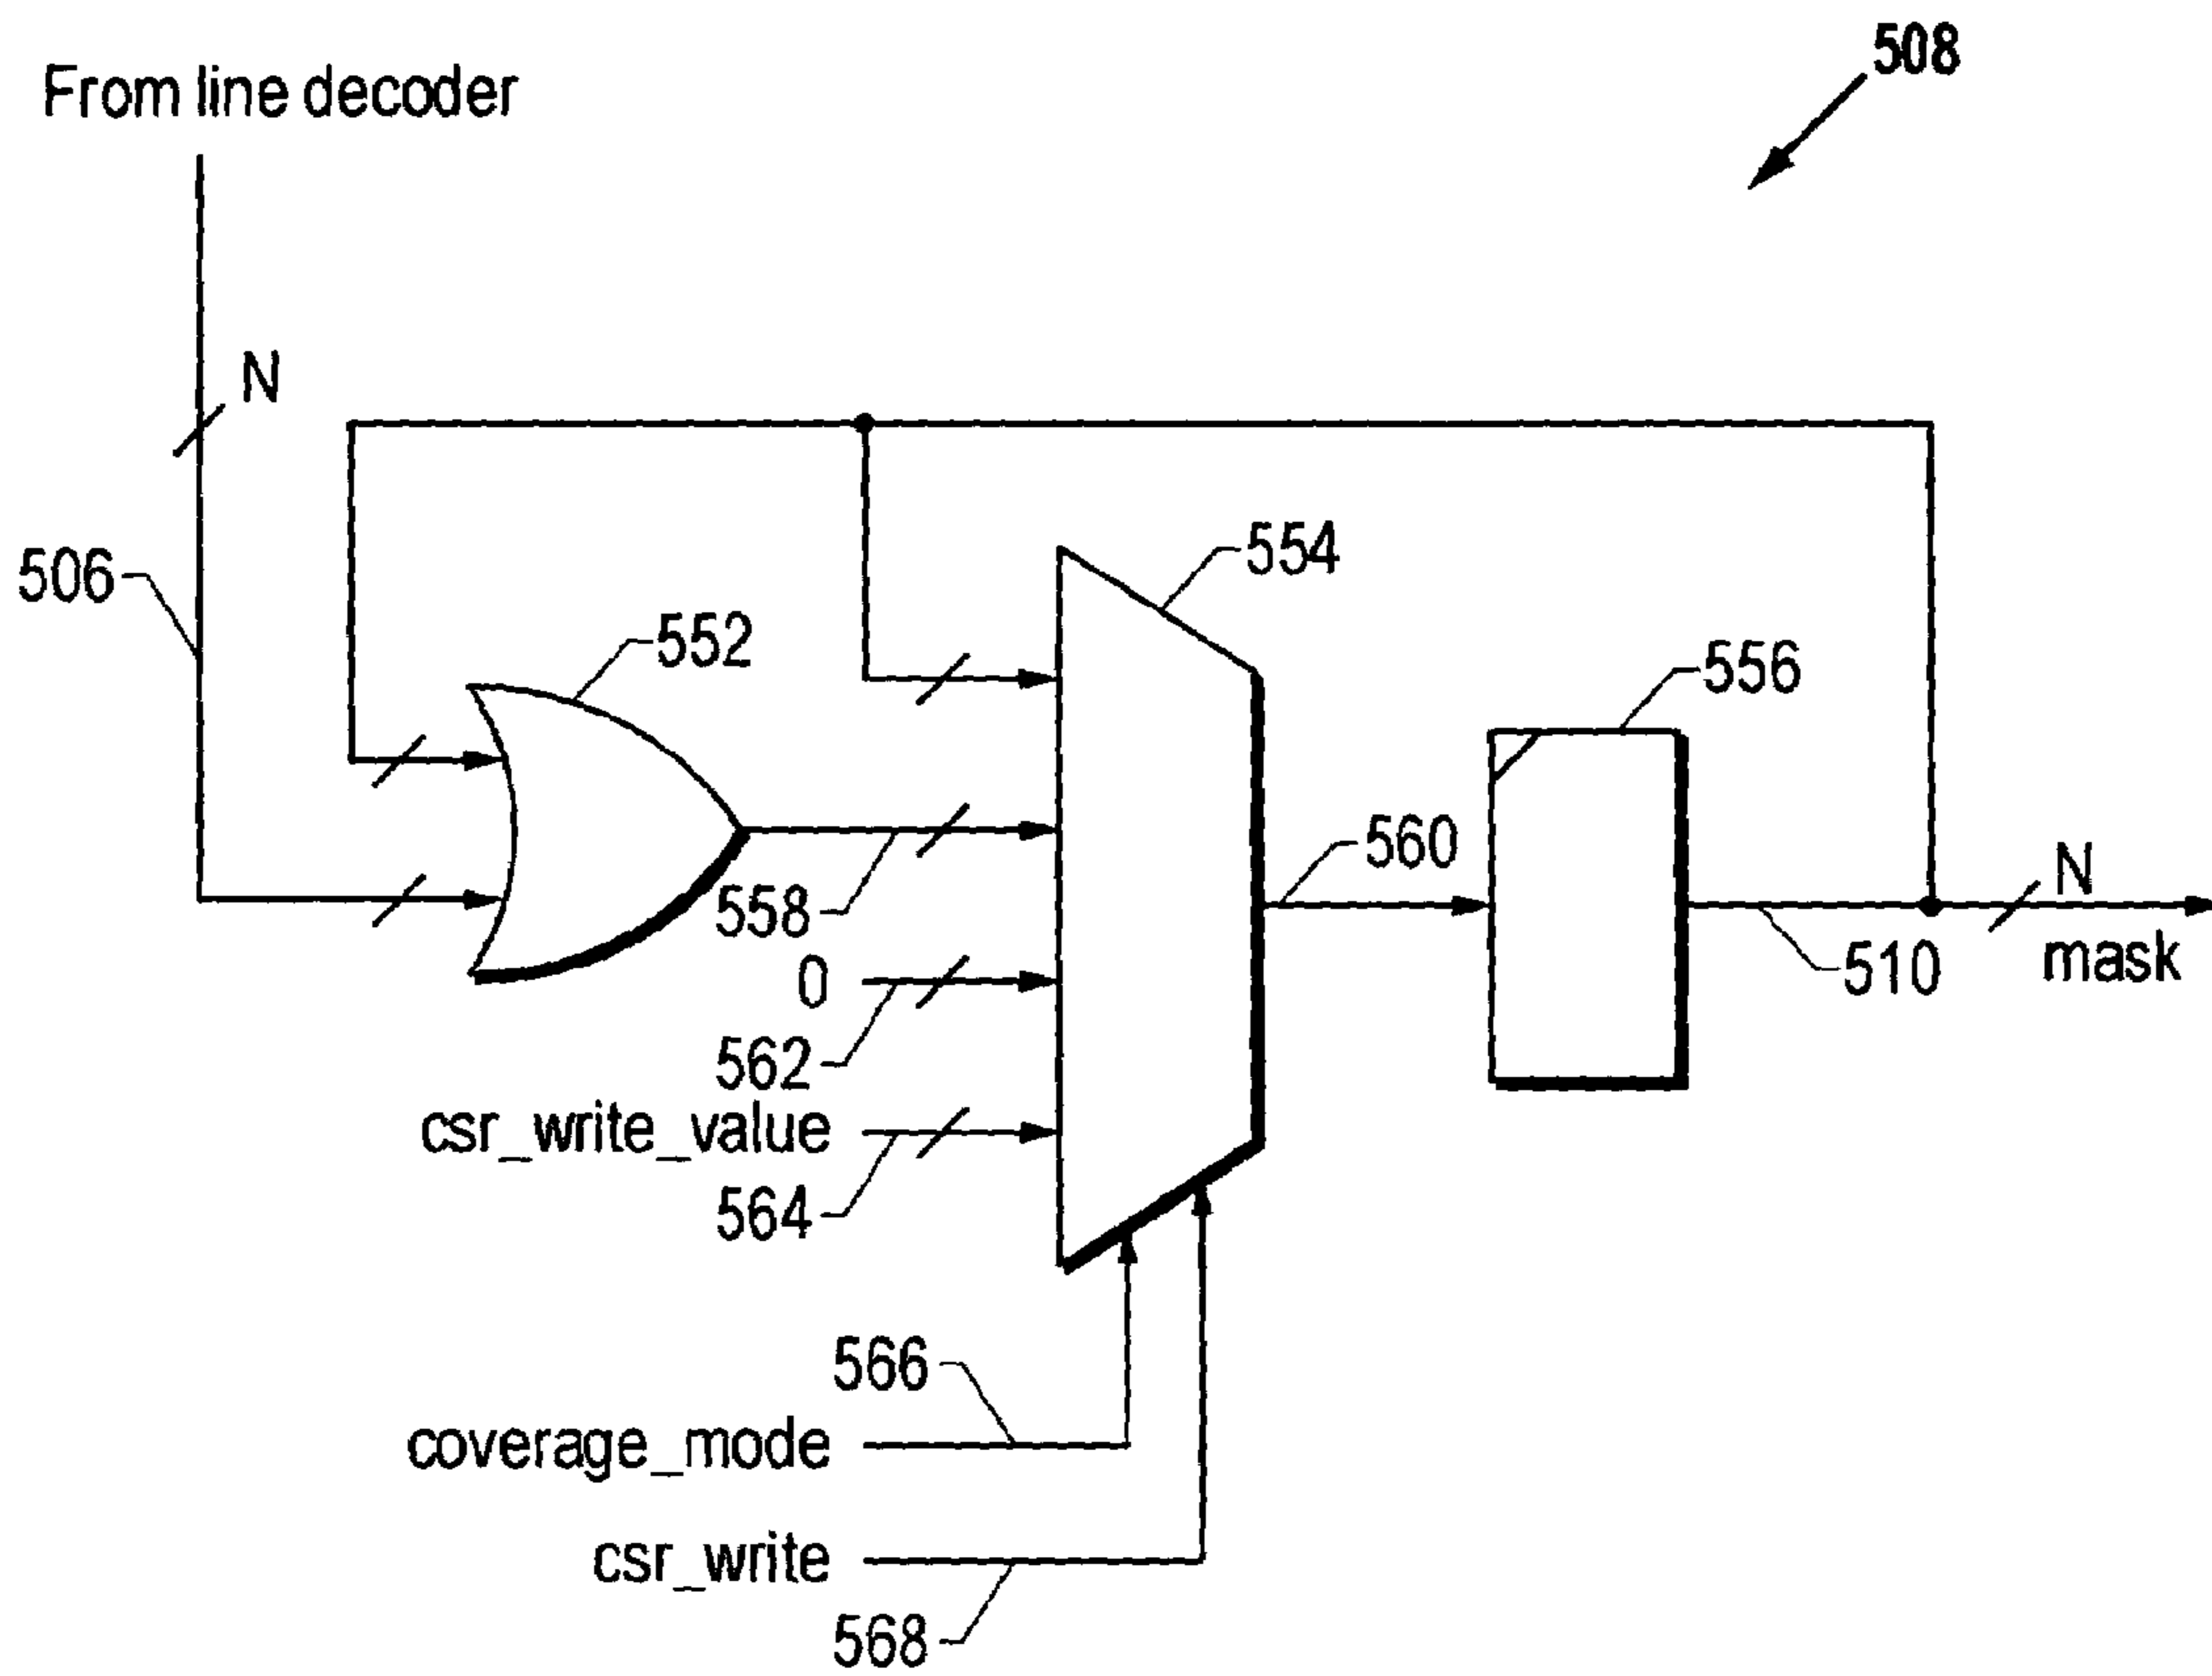 508
From line decoder
N
506
554
552
556
560
N
558
510
mask
0
562
csr_write_value
564
566
coverage_mode
csr_write
568